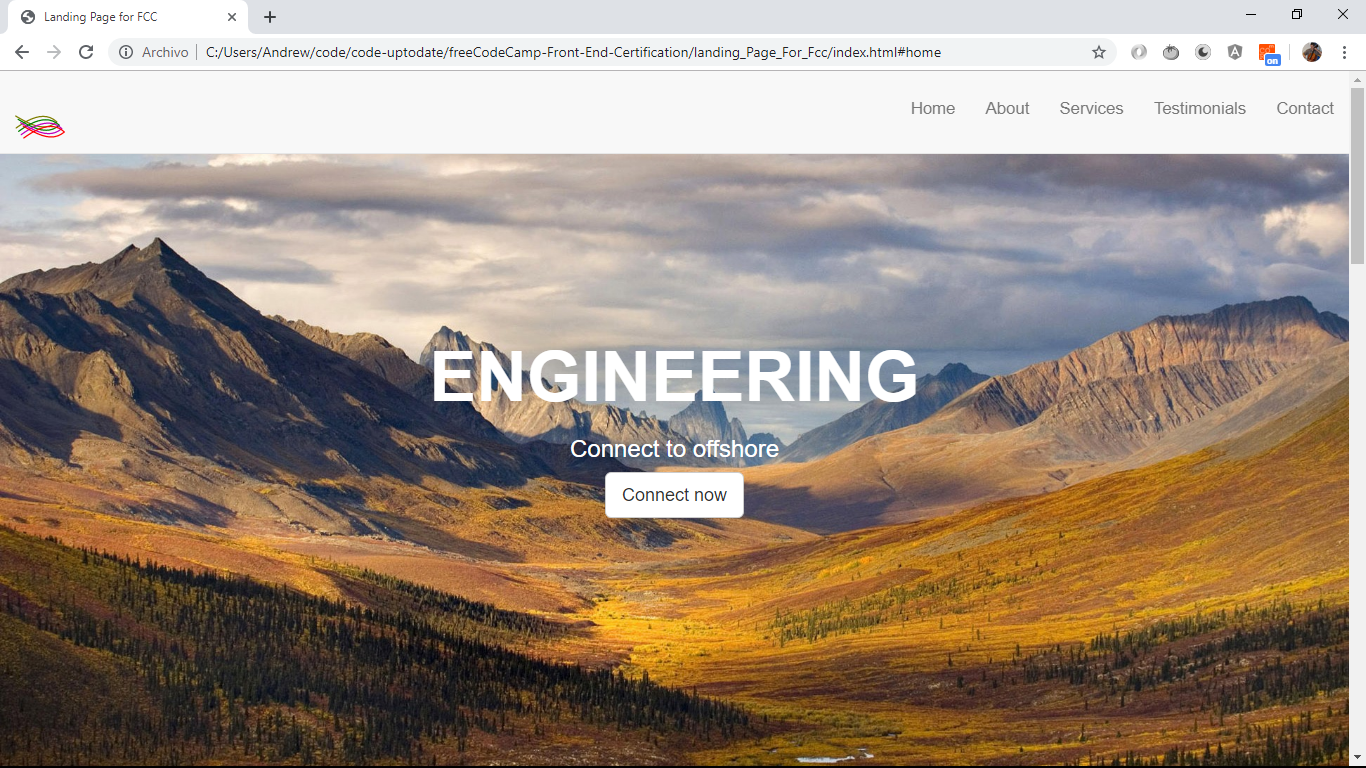 Landing Page for FCC
Archivo C:/Users/Andrew/code/code-uptodate/freeCodeCamp-Front-End-Certification/landing_Page_For_Fcc/index.html#home
on
Home About Services Testimonials Contact
ENGINEERING
Connect to offshore
Connect now